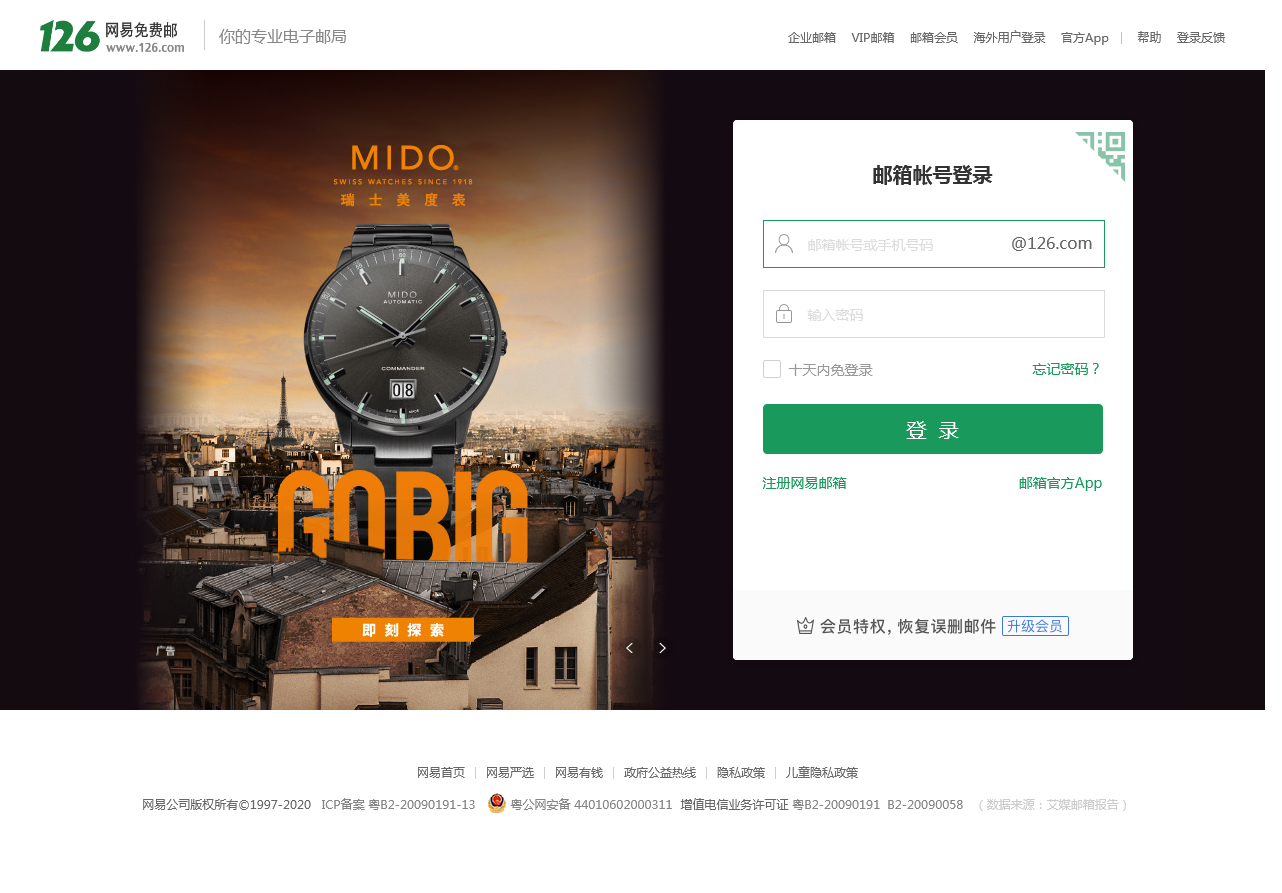 126 网易免费邮 www.126.com 你的专业电子邮局 企业邮箱 VIP邮箱 邮箱会员 海外用户登录 官方App | 帮助 登录反馈
MIDO
SWISS WATCHES SINCE 1918
瑞士美度表
MIDO
AUTOMATIC
COMMANDER
08
SWISS MADE
GO BIG
即刻探索
广告
邮箱帐号登录
邮箱帐号或手机号码 @126.com
输入密码
十天内免登录 忘记密码？
登 录
注册网易邮箱 邮箱官方App
会员特权, 恢复误删邮件 升级会员
网易首页 | 网易严选 | 网易有钱 | 政府公益热线 | 隐私政策 | 儿童隐私政策
网易公司版权所有©1997-2020 ICP备案 粤B2-20090191-13 粤公网安备 44010602000311 增值电信业务许可证 粤B2-20090191 B2-20090058 （数据来源：艾媒邮箱报告）